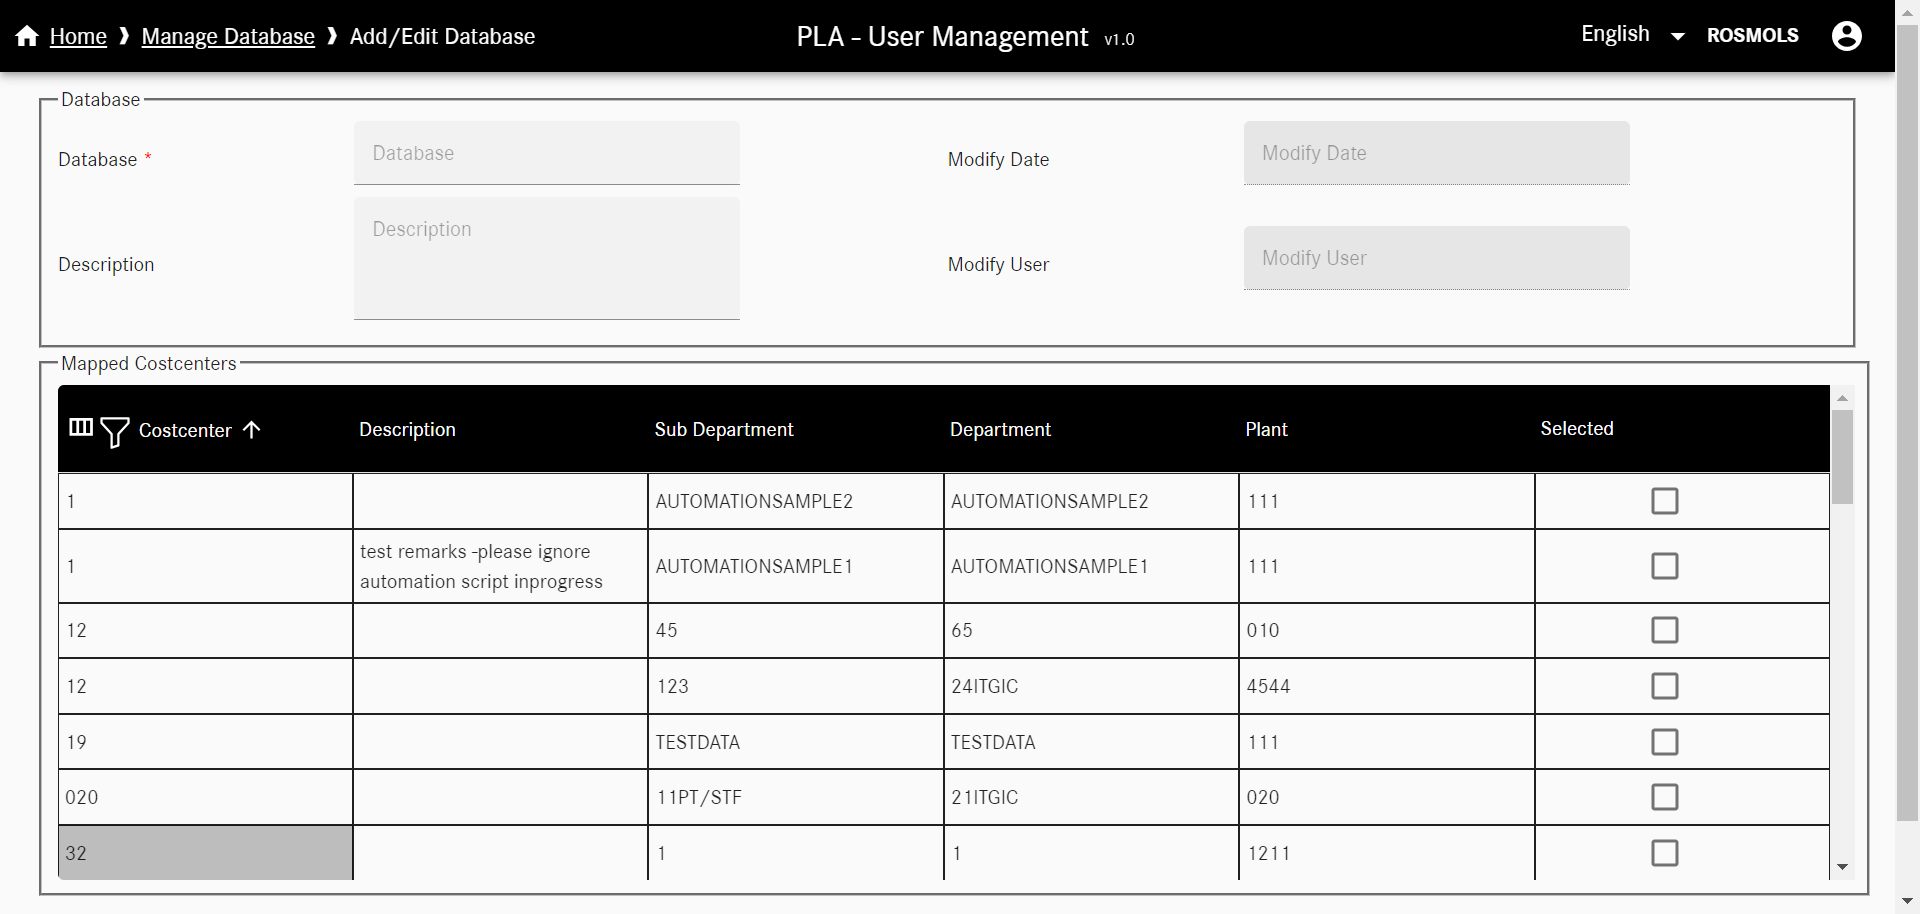 Home ❱ Manage Database ❱ Add/Edit Database
PLA - User Management v1.0
English
ROSMOLS
Database
Database *
Database
Modify Date
Modify Date
Description
Description
Modify User
Modify User
Mapped Costcenters
Costcenter Description Sub Department Department Plant Selected
1 AUTOMATIONSAMPLE2 AUTOMATIONSAMPLE2 111
1 test remarks -please ignore
automation script inprogress AUTOMATIONSAMPLE1 AUTOMATIONSAMPLE1 111
12 45 65 010
12 123 24ITGIC 4544
19 TESTDATA TESTDATA 111
020 11PT/STF 21ITGIC 020
32 1 1 1211